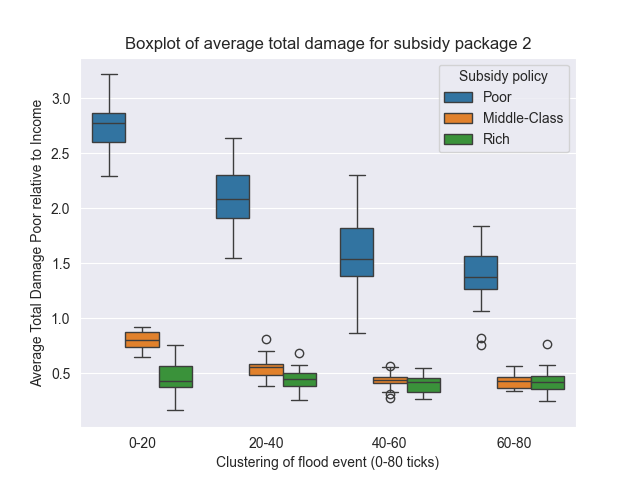 Boxplot of average total damage for subsidy package 2
Average Total Damage Poor relative to Income
3.0
2.5
2.0
1.5
1.0
0.5
Subsidy policy
Poor
Middle-Class
Rich
0-20
20-40
40-60
60-80
Clustering of flood event (0-80 ticks)